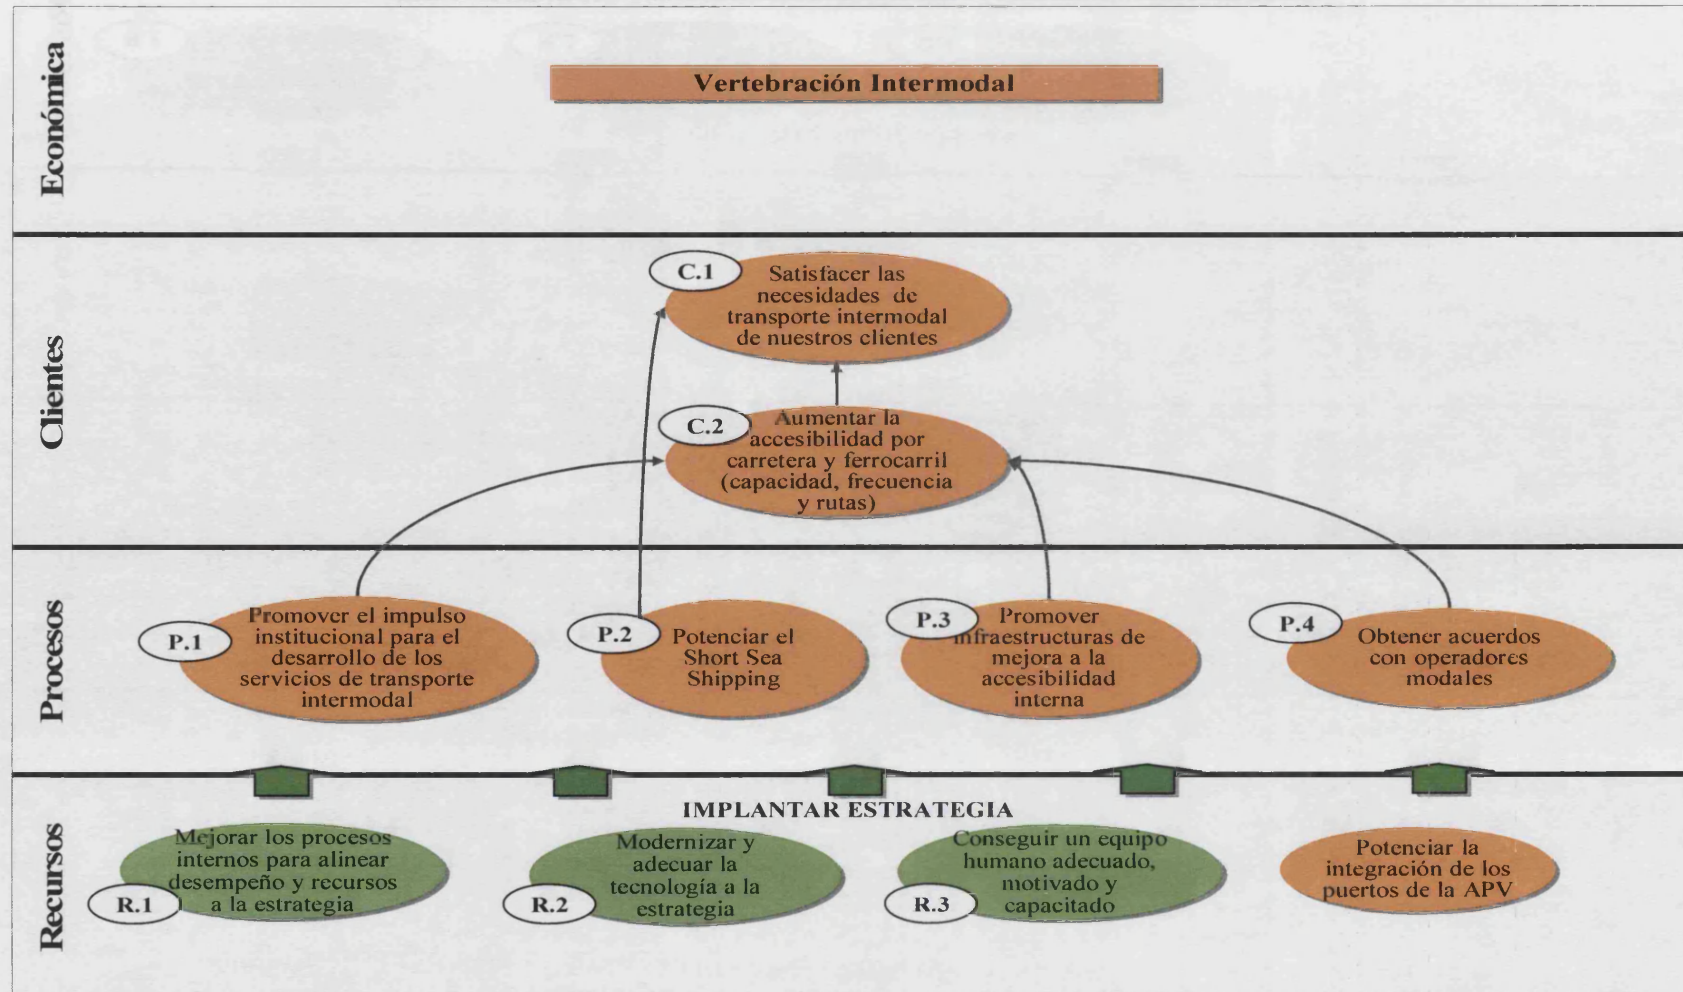 Económica
Vertebración Intermodal
Clientes
C.1
Satisfacer las
necesidades de
transporte intermodal
de nuestros clientes
C.2
Aumentar la
accesibilidad por
carretera y ferrocarril
(capacidad, frecuencia
y rutas)
Procesos
P.1
Promover el impulso
institucional para el
desarrollo de los
servicios de transporte
intermodal
P.2
Potenciar el
Short Sea
Shipping
P.3
Promover
infraestructuras de
mejora a la
accesibilidad
interna
P.4
Obtener acuerdos
con operadores
modales
Recursos
IMPLANTAR ESTRATEGIA
Mejorar los procesos
internos para alinear
desempeño y recursos
a la estrategia
R.1
Modernizar y
adecuar la
tecnología a la
estrategia
R.2
Conseguir un equipo
humano adecuado,
motivado y
capacitado
R.3
Potenciar la
integración de los
puertos de la APV